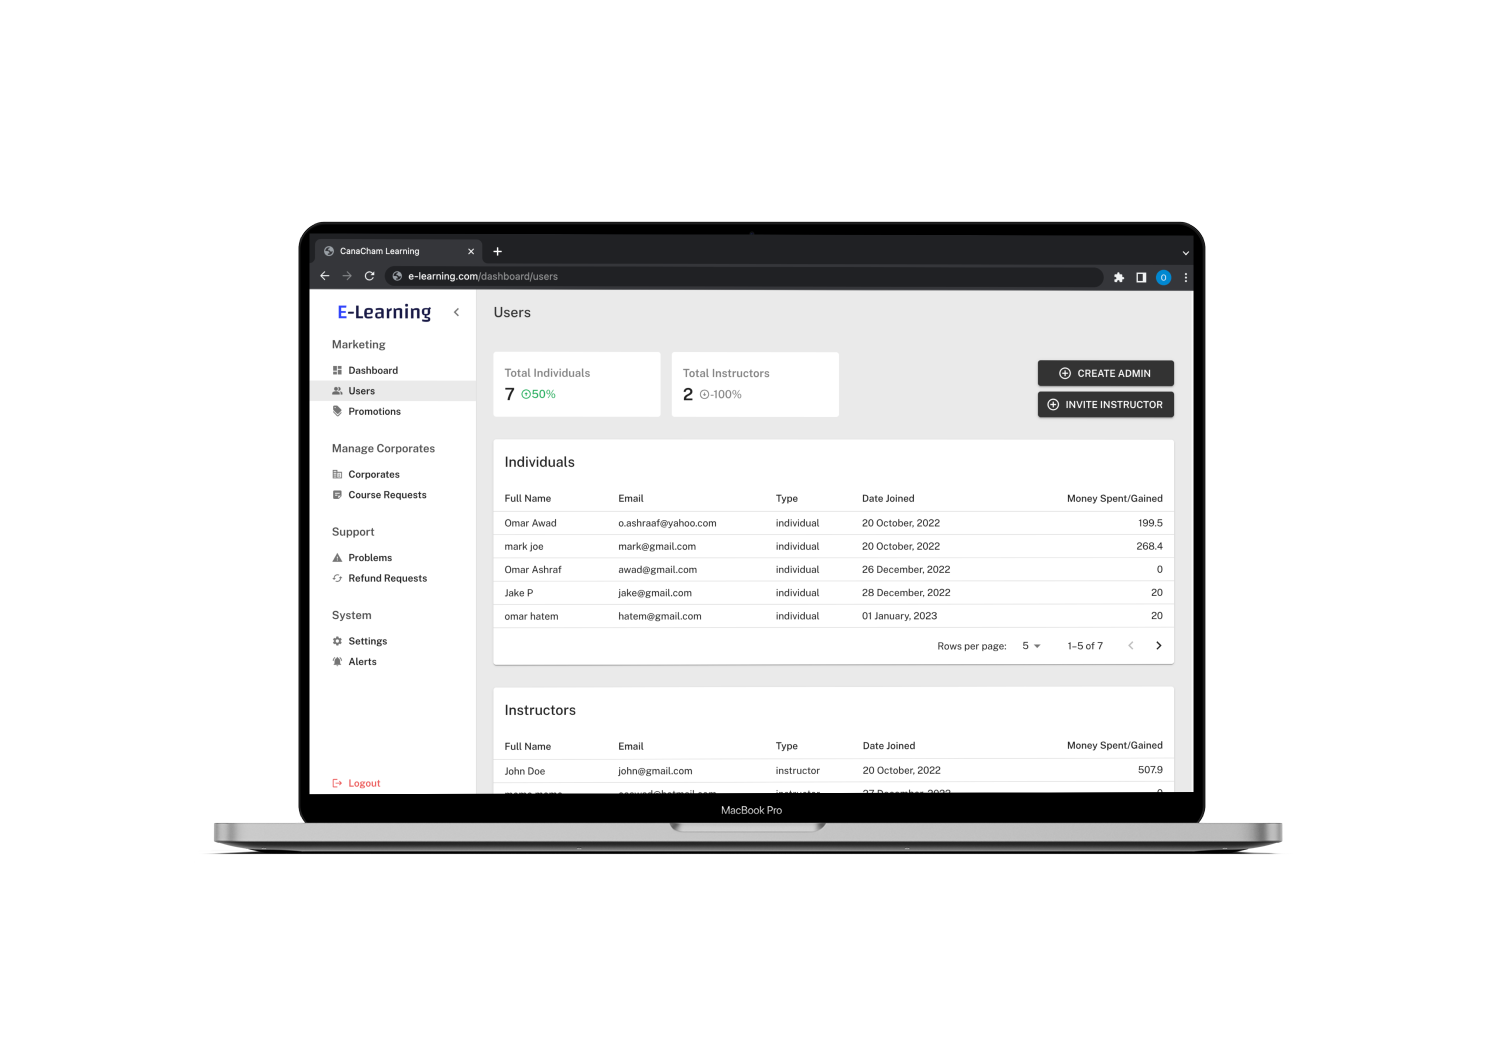 CanaCham Learning
e-learning.com/dashboard/users
O
E-Learning
Marketing
Dashboard
Users
Promotions
Manage Corporates
Corporates
Course Requests
Support
Problems
Refund Requests
System
Settings
Alerts
Logout
Users
Total Individuals
7 50%
Total Instructors
2 -100%
CREATE ADMIN
INVITE INSTRUCTOR
Individuals
Full Name Email Type Date Joined Money Spent/Gained
Omar Awad o.ashraaf@yahoo.com individual 20 October, 2022 199.5
mark joe mark@gmail.com individual 20 October, 2022 268.4
Omar Ashraf awad@gmail.com individual 26 December, 2022 0
Jake P jake@gmail.com individual 28 December, 2022 20
omar hatem hatem@gmail.com individual 01 January, 2023 20
Rows per page: 5 1–5 of 7
Instructors
Full Name Email Type Date Joined Money Spent/Gained
John Doe john@gmail.com instructor 20 October, 2022 507.9
instructor 27 December, 2022 0
MacBook Pro